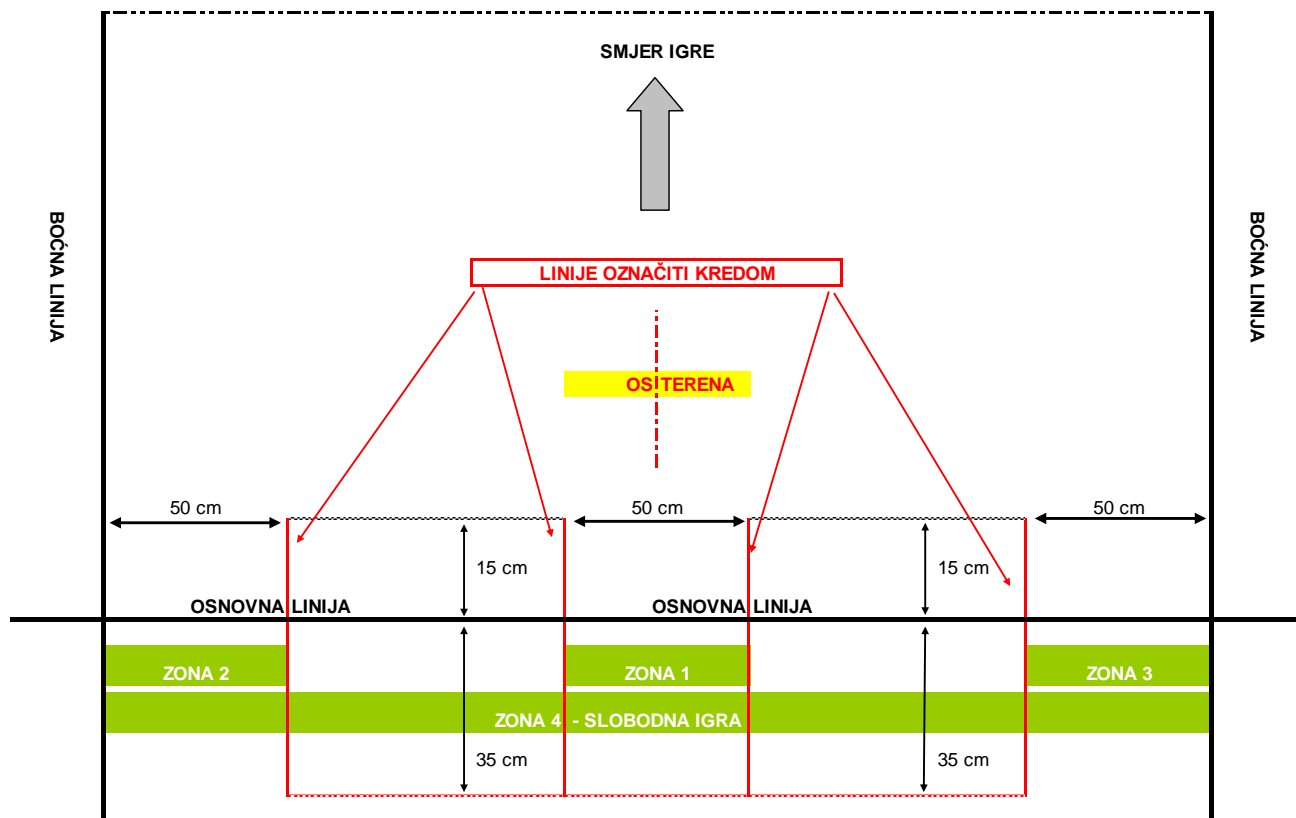 SMJER IGRE
BOĆNA LINIJA
BOĆNA LINIJA
LINIJE OZNAČITI KREDOM
OS TERENA
50 cm
50 cm
50 cm
15 cm
15 cm
OSNOVNA LINIJA
OSNOVNA LINIJA
ZONA 2
ZONA 1
ZONA 3
ZONA 4 - SLOBODNA IGRA
35 cm
35 cm